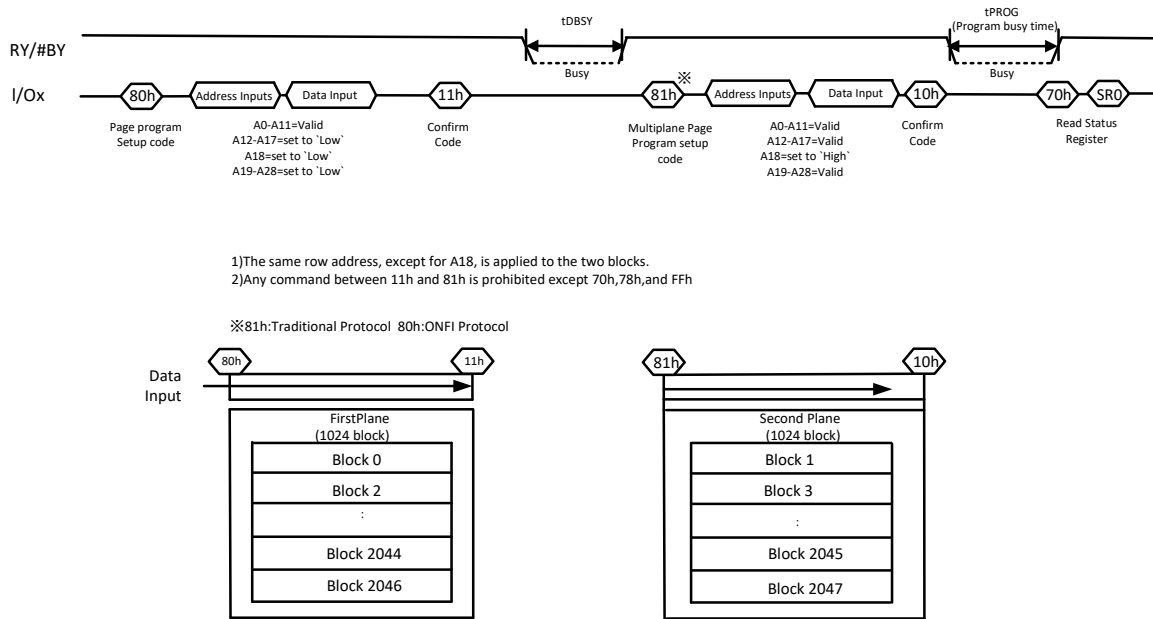 tDBSY
tPROG
(Program busy time)
RY/#BY
Busy
Busy
I/Ox
80h
Address Inputs
Data Input
11h
81h
※
Address Inputs
Data Input
10h
70h
SR0
Page program
Setup code
A0-A11=Valid
A12-A17=set to `Low`
A18=set to `Low`
A19-A28=set to `Low`
Confirm
Code
Multiplane Page
Program setup
code
A0-A11=Valid
A12-A17=Valid
A18=set to `High`
A19-A28=Valid
Confirm
Code
Read Status
Register
1)The same row address, except for A18, is applied to the two blocks.
2)Any command between 11h and 81h is prohibited except 70h,78h,and FFh
※81h:Traditional Protocol 80h:ONFI Protocol
80h
11h
81h
10h
Data
Input
FirstPlane
(1024 block)
Block 0
Block 2
:
Block 2044
Block 2046
Second Plane
(1024 block)
Block 1
Block 3
:
Block 2045
Block 2047